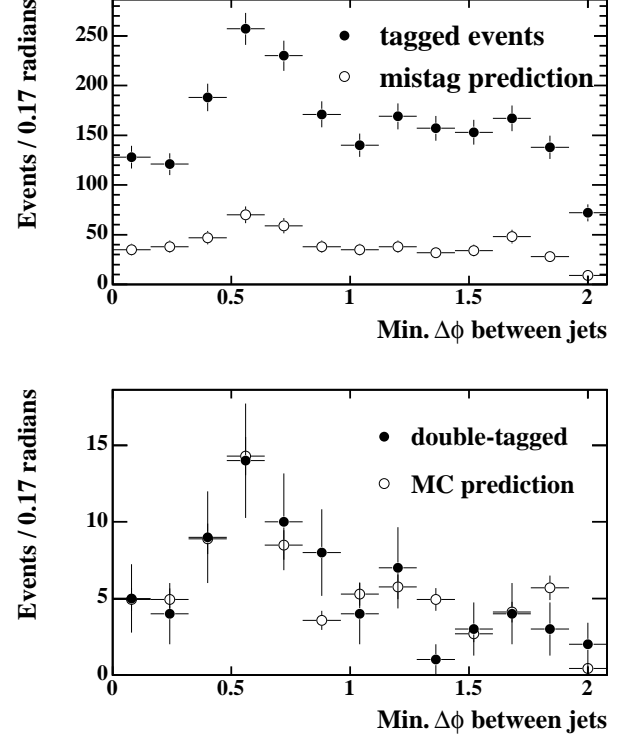 Events / 0.17 radians
250
200
150
100
50
0
tagged events
mistag prediction
0 0.5 1 1.5 2
Min. Δϕ between jets
Events / 0.17 radians
15
10
5
0
double-tagged
MC prediction
0 0.5 1 1.5 2
Min. Δϕ between jets